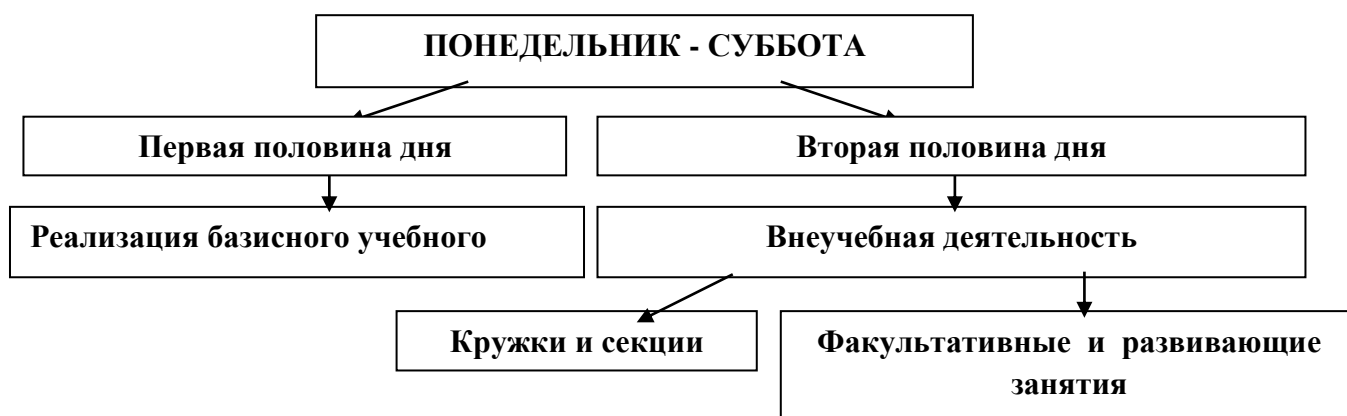 ПОНЕДЕЛЬНИК - СУББОТА
Первая половина дня
Вторая половина дня
Реализация базисного учебного
Внеучебная деятельность
Кружки и секции
Факультативные и развивающие
занятия